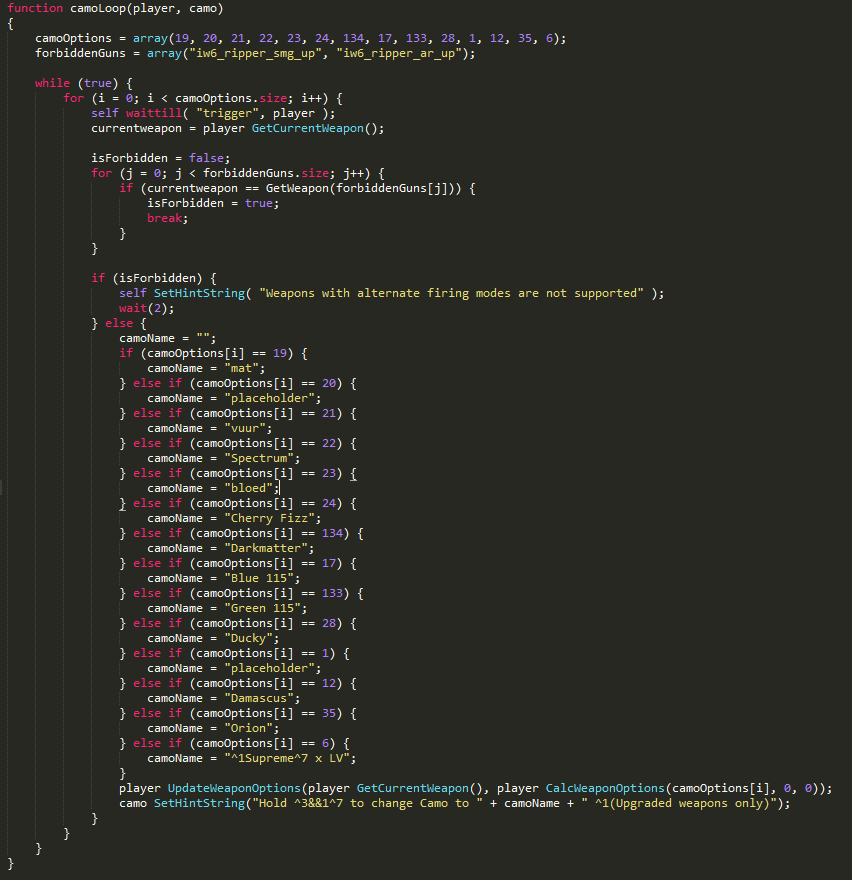 function camoLoop(player, camo)
{
    camoOptions = array(19, 20, 21, 22, 23, 24, 134, 17, 133, 28, 1, 12, 35, 6);
    forbiddenGuns = array("iw6_ripper_smg_up", "iw6_ripper_ar_up");

    while (true) {
        for (i = 0; i < camoOptions.size; i++) {
            self waittill( "trigger", player );
            currentweapon = player GetCurrentWeapon();

            isForbidden = false;
            for (j = 0; j < forbiddenGuns.size; j++) {
                if (currentweapon == GetWeapon(forbiddenGuns[j])) {
                    isForbidden = true;
                    break;
                }
            }

            if (isForbidden) {
                self SetHintString( "Weapons with alternate firing modes are not supported" );
                wait(2);
            } else {
                camoName = "";
                if (camoOptions[i] == 19) {
                    camoName = "mat";
                } else if (camoOptions[i] == 20) {
                    camoName = "placeholder";
                } else if (camoOptions[i] == 21) {
                    camoName = "vuur";
                } else if (camoOptions[i] == 22) {
                    camoName = "Spectrum";
                } else if (camoOptions[i] == 23) {
                    camoName = "bloed";
                } else if (camoOptions[i] == 24) {
                    camoName = "Cherry Fizz";
                } else if (camoOptions[i] == 134) {
                    camoName = "Darkmatter";
                } else if (camoOptions[i] == 17) {
                    camoName = "Blue 115";
                } else if (camoOptions[i] == 133) {
                    camoName = "Green 115";
                } else if (camoOptions[i] == 28) {
                    camoName = "Ducky";
                } else if (camoOptions[i] == 1) {
                    camoName = "placeholder";
                } else if (camoOptions[i] == 12) {
                    camoName = "Damascus";
                } else if (camoOptions[i] == 35) {
                    camoName = "Orion";
                } else if (camoOptions[i] == 6) {
                    camoName = "^1Supreme^7 x LV";
                }
                player UpdateWeaponOptions(player GetCurrentWeapon(), player CalcWeaponOptions(camoOptions[i], 0, 0));
                camo SetHintString("Hold ^3&&1^7 to change Camo to " + camoName + " ^1(Upgraded weapons only)");
            }
        }
    }
}